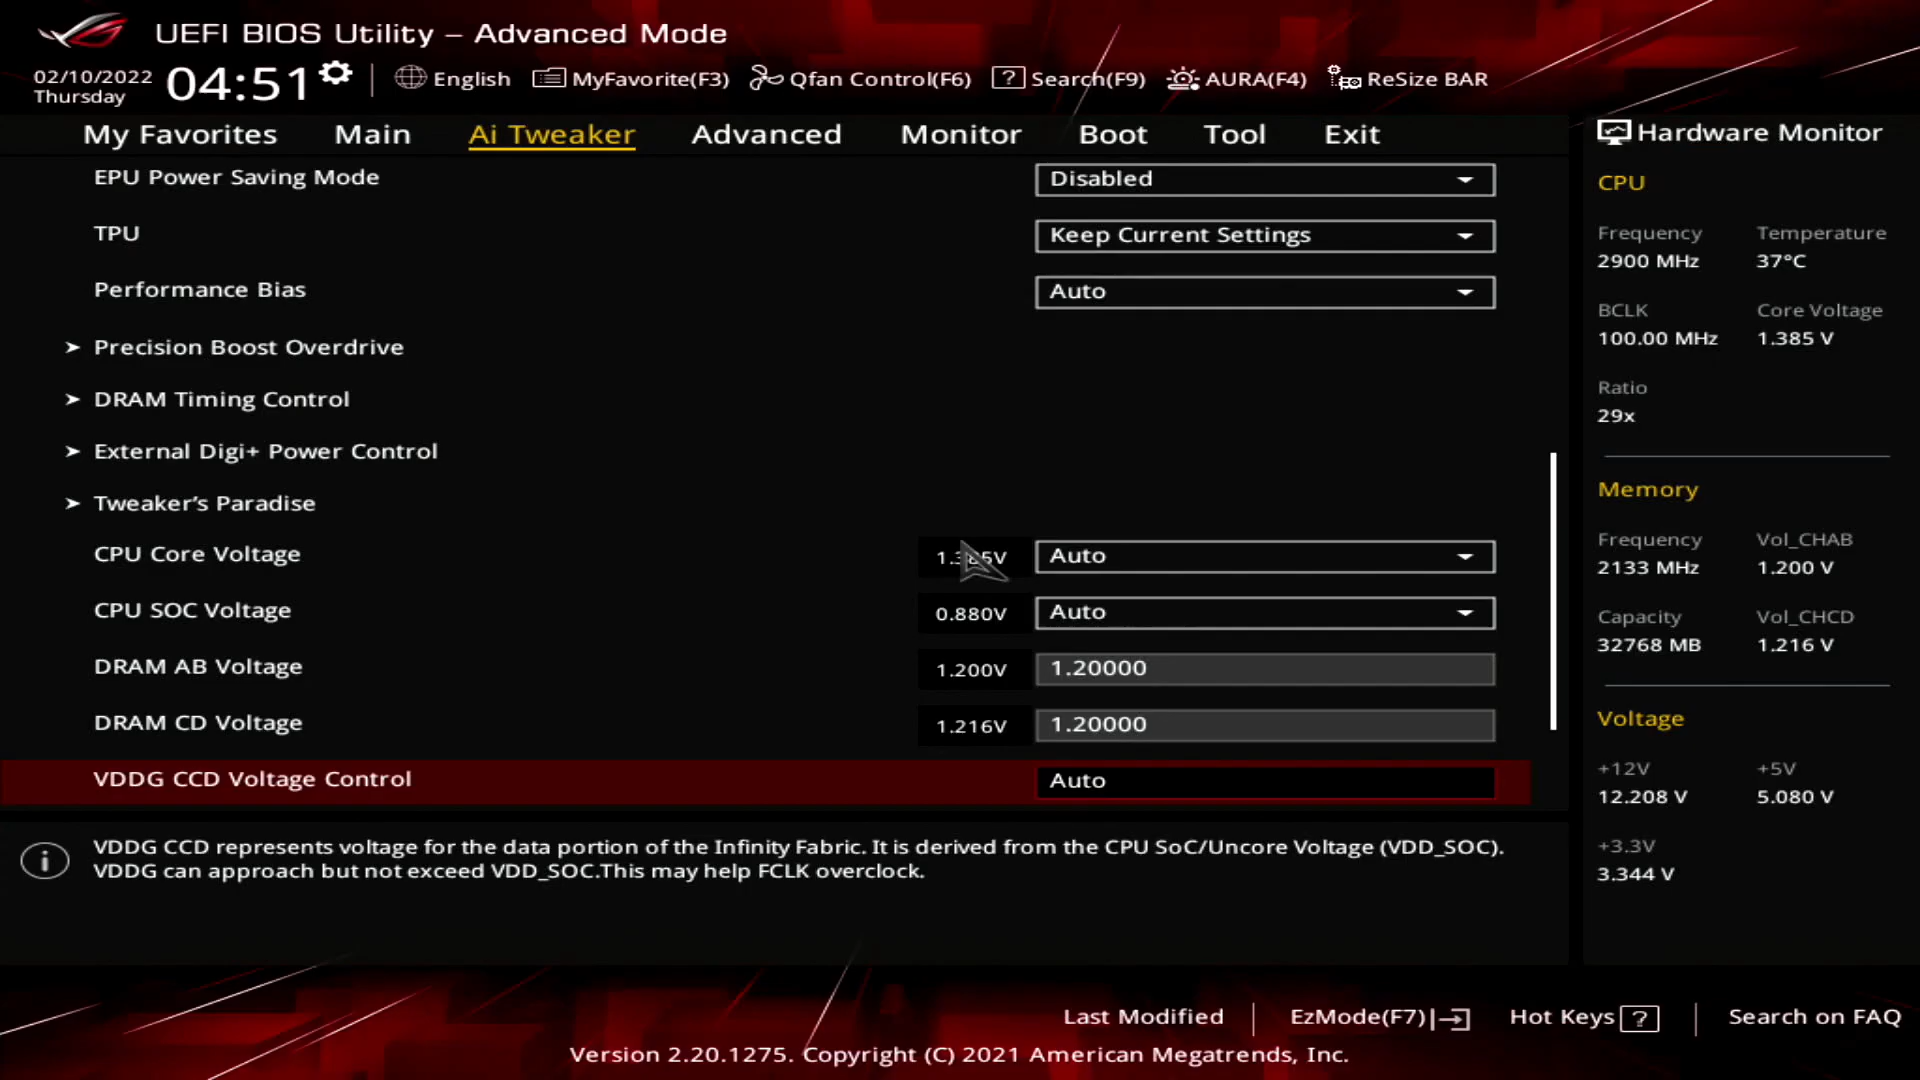 UEFI BIOS Utility – Advanced Mode
02/10/2022
Thursday
04:51
English
MyFavorite(F3)
Qfan Control(F6)
? Search(F9)
AURA(F4)
ReSize BAR
My Favorites Main Ai Tweaker Advanced Monitor Boot Tool Exit
EPU Power Saving Mode Disabled
TPU Keep Current Settings
Performance Bias Auto
Precision Boost Overdrive
DRAM Timing Control
External Digi+ Power Control
Tweaker's Paradise
CPU Core Voltage 1.385V Auto
CPU SOC Voltage 0.880V Auto
DRAM AB Voltage 1.200V 1.20000
DRAM CD Voltage 1.216V 1.20000
VDDG CCD Voltage Control Auto
VDDG CCD represents voltage for the data portion of the Infinity Fabric. It is derived from the CPU SoC/Uncore Voltage (VDD_SOC).
VDDG can approach but not exceed VDD_SOC.This may help FCLK overclock.
Hardware Monitor
CPU
Frequency Temperature
2900 MHz 37°C
BCLK Core Voltage
100.00 MHz 1.385 V
Ratio
29x
Memory
Frequency Vol_CHAB
2133 MHz 1.200 V
Capacity Vol_CHCD
32768 MB 1.216 V
Voltage
+12V +5V
12.208 V 5.080 V
+3.3V
3.344 V
Last Modified EzMode(F7) Hot Keys ? Search on FAQ
Version 2.20.1275. Copyright (C) 2021 American Megatrends, Inc.